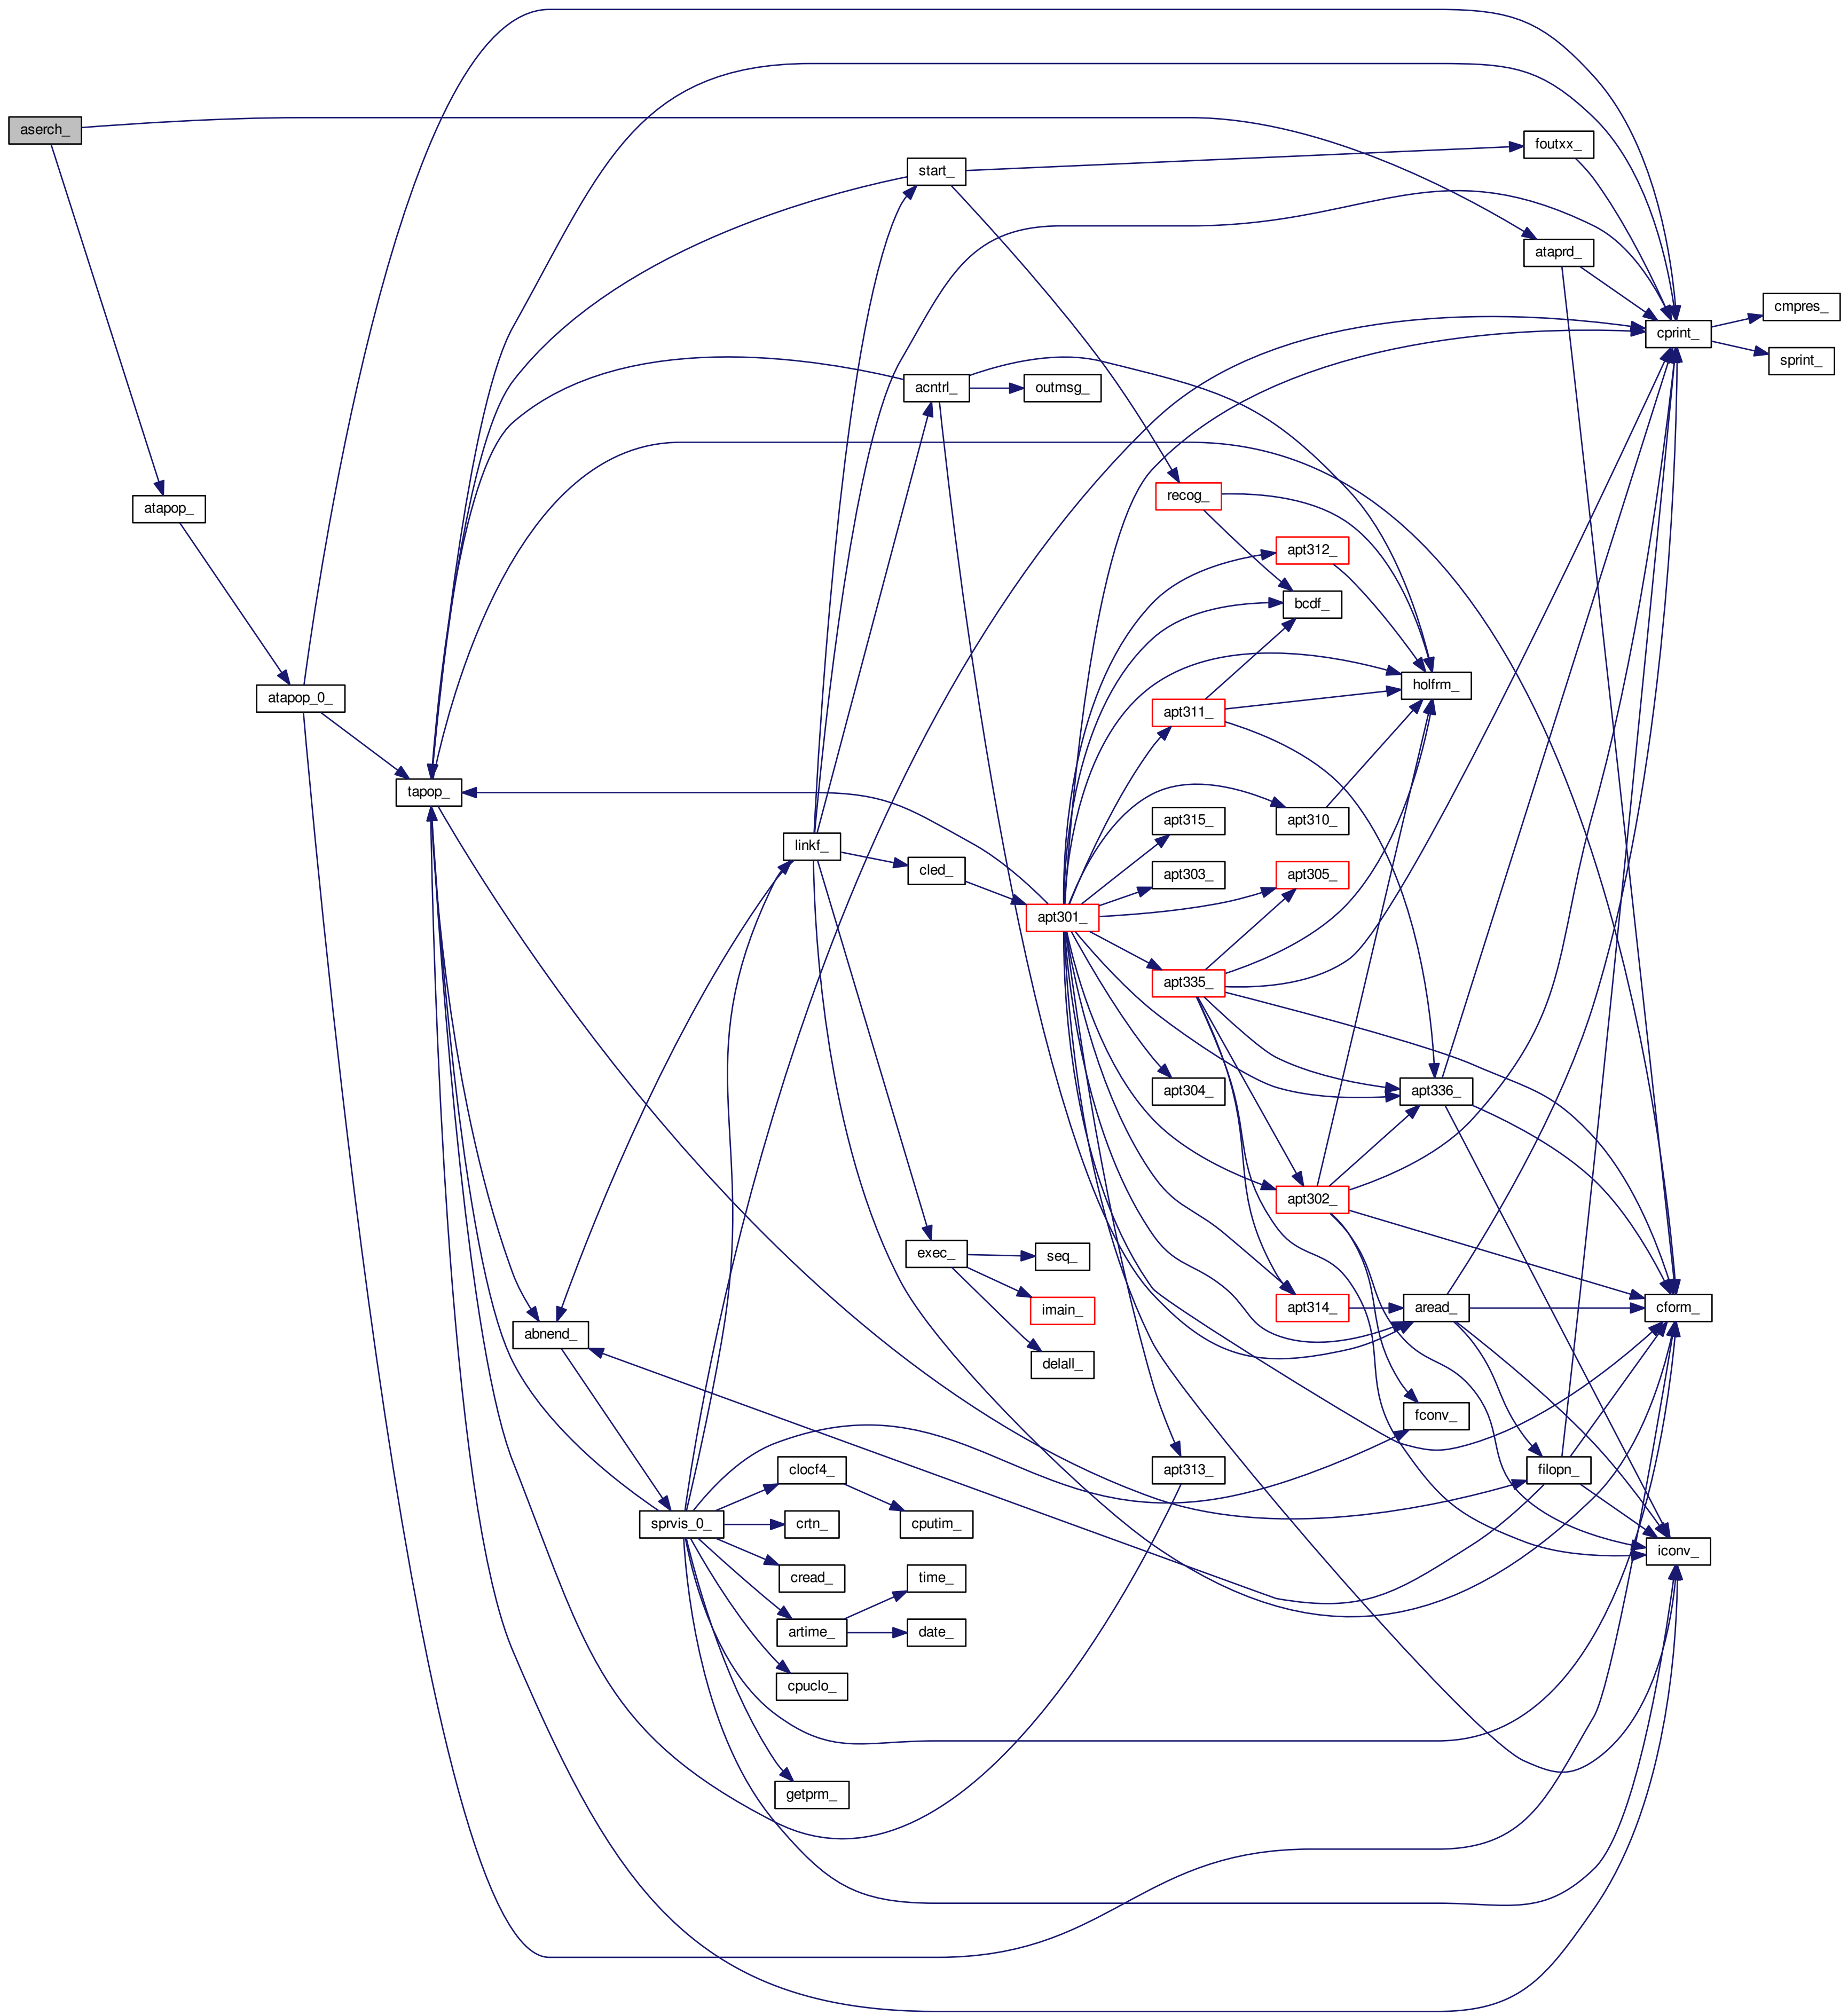 aserch_
foutxx_
start_
ataprd_
cmpres_
cprint_
sprint_
acntrl_
outmsg_
recog_
atapop_
apt312_
bcdf_
holfrm_
atapop_0_
apt311_
tapop_
apt315_
apt310_
linkf_
cled_
apt303_
apt305_
apt301_
apt335_
apt304_
apt336_
apt302_
exec_
seq_
imain_
apt314_
aread_
cform_
abnend_
delall_
fconv_
clocf4_
apt313_
filopn_
sprvis_0_
crtn_
cputim_
iconv_
cread_
time_
artime_
date_
cpuclo_
getprm_